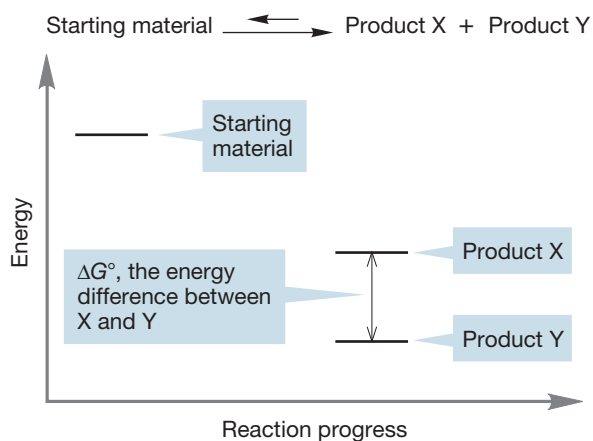 Starting material ⇌ Product X + Product Y
Starting
material
Energy
Product X
ΔG°, the energy
difference between
X and Y
Product Y
Reaction progress